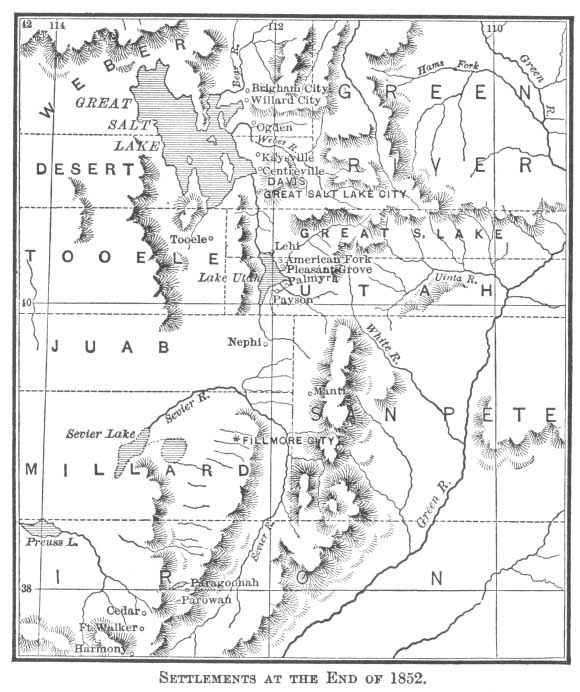 42 114 112 110
WEBER
Bear R.
Hams Fork
Green R.
Brigham City
Willard City
GREEN
GREAT
SALT
LAKE
Ogden
Weber R.
Kaysville
Centreville
DAVIS
GREAT SALT LAKE CITY
RIVER
DESERT
GREAT S. LAKE
Tooele
TOOELE
Lehi
American Fork
Pleasant Grove
Lake Utah
Palmyra
Payson
UTAH
Uinta R.
40
JUAB
Nephi
White R.
Manti
SAN PETE
Sevier R.
Sevier Lake
FILLMORE CITY
MILLARD
Green R.
Preuss L.
Sevier R.
IRON
38
Paragoonah
Parowan
Cedar
Ft. Walker
Harmony
SETTLEMENTS AT THE END OF 1852.